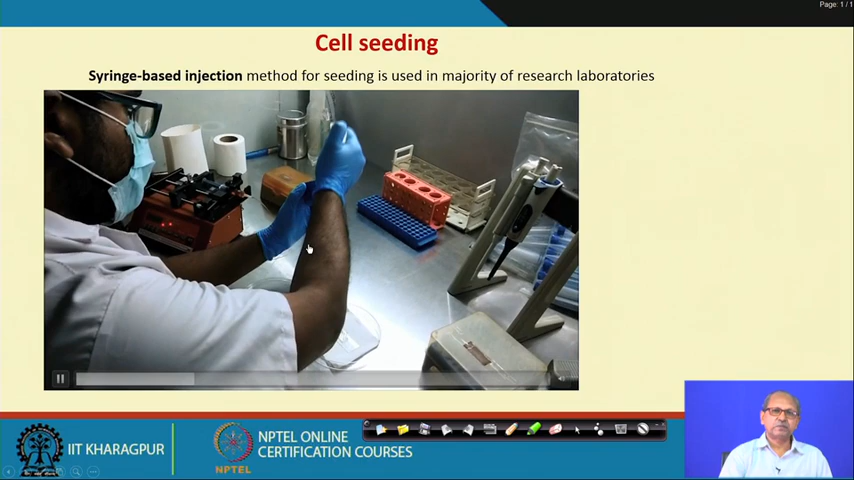 Page: 1 / 1
Cell seeding
Syringe-based injection method for seeding is used in majority of research laboratories
IIT KHARAGPUR
NPTEL
NPTEL ONLINE
CERTIFICATION COURSES